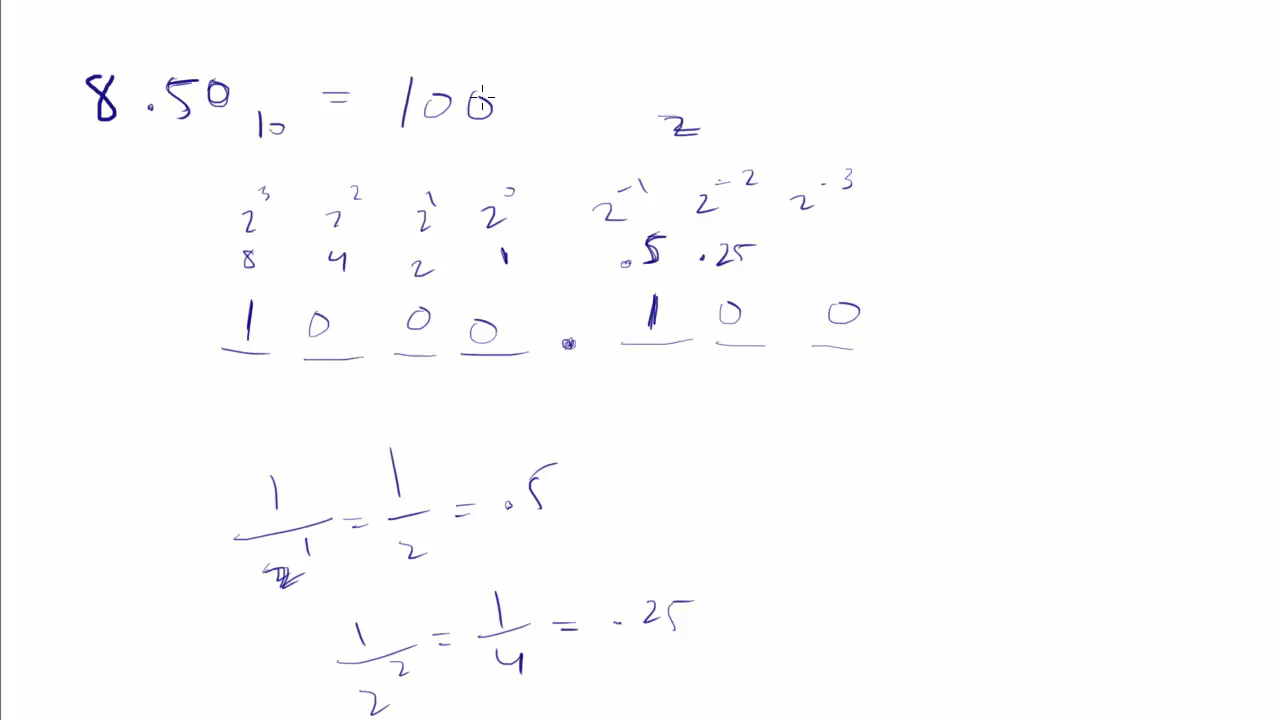 8.50₁₀ = 100 ₂
2³ 2² 2¹ 2⁰ 2⁻¹ 2⁻² 2⁻³
8 4 2 1 .5 .25
1 0 0 0 . 1 0 0
1/2¹ = 1/2 = .5
1/2² = 1/4 = .25